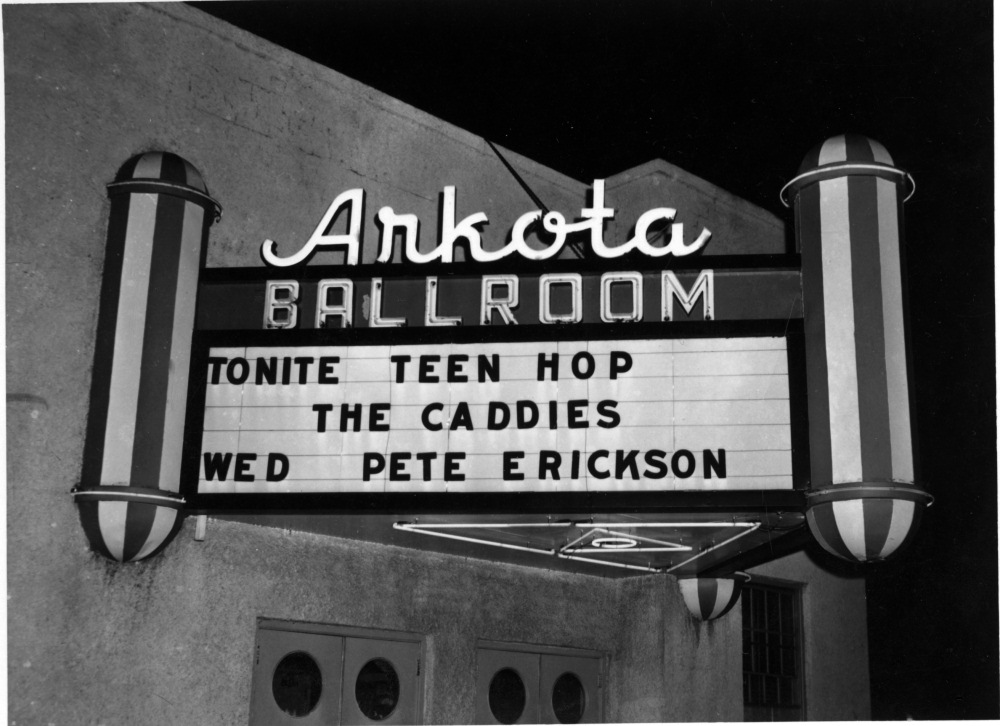 Arkota
BALLROOM
TONITE TEEN HOP
THE CADDIES
WED PETE ERICKSON